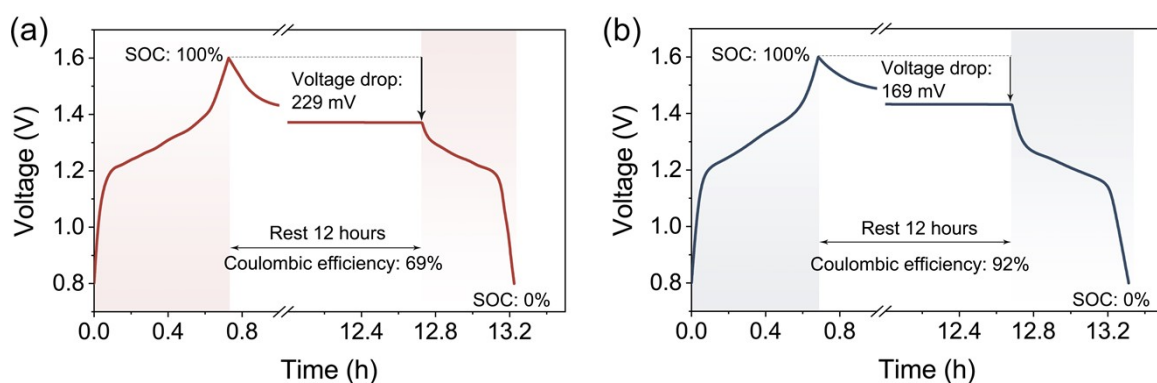 (a)
SOC: 100%
Voltage drop:
229 mV
Rest 12 hours
Coulombic efficiency: 69%
SOC: 0%
Voltage (V)
1.6
1.4
1.2
1.0
0.8
0.0 0.4 0.8 12.4 12.8 13.2
Time (h)
(b)
SOC: 100%
Voltage drop:
169 mV
Rest 12 hours
Coulombic efficiency: 92%
SOC: 0%
Voltage (V)
1.6
1.4
1.2
1.0
0.8
0.0 0.4 0.8 12.4 12.8 13.2
Time (h)